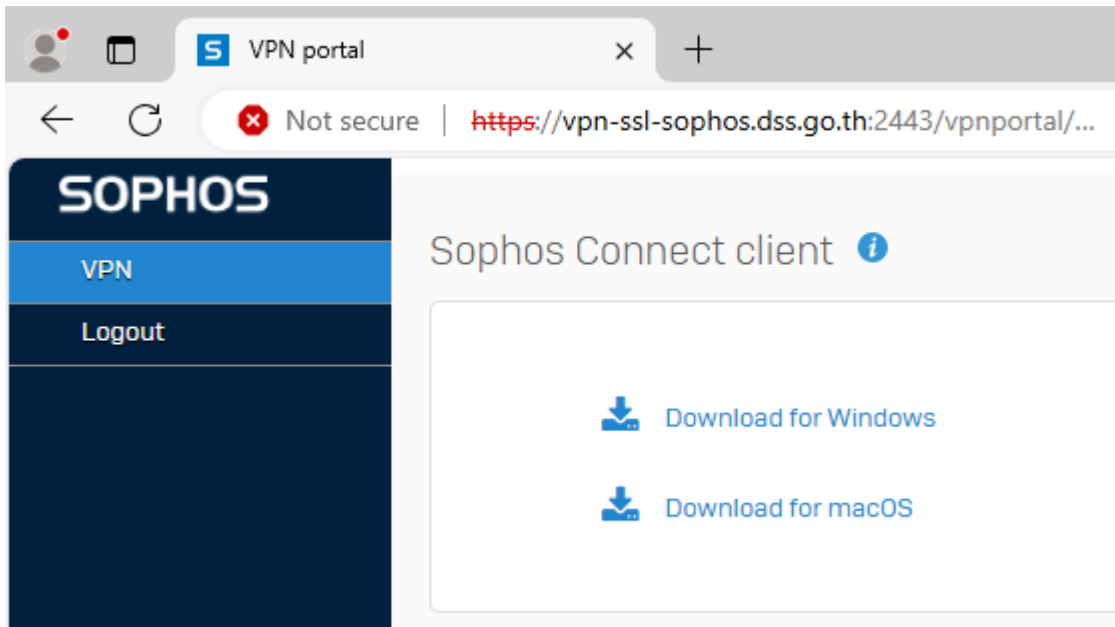 VPN portal
Not secure https://vpn-ssl-sophos.dss.go.th:2443/vpnportal/...
SOPHOS
VPN
Logout
Sophos Connect client
Download for Windows
Download for macOS